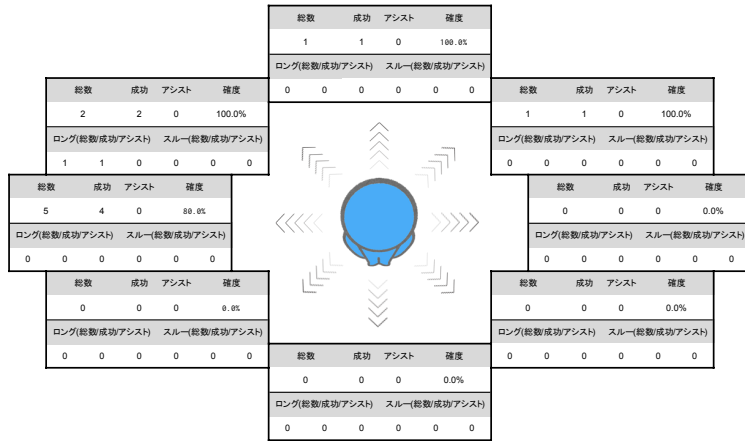 総数 成功 アシスト 確度
1 1 0 100.0%
ロング(総数/成功/アシスト) スルー(総数/成功/アシスト)
0 0 0 0 0 0
総数 成功 アシスト 確度
2 2 0 100.0%
ロング(総数/成功/アシスト) スルー(総数/成功/アシスト)
1 1 0 0 0 0
総数 成功 アシスト 確度
1 1 0 100.0%
ロング(総数/成功/アシスト) スルー(総数/成功/アシスト)
0 0 0 0 0 0
総数 成功 アシスト 確度
5 4 0 80.0%
ロング(総数/成功/アシスト) スルー(総数/成功/アシスト)
0 0 0 0 0 0
総数 成功 アシスト 確度
0 0 0 0.0%
ロング(総数/成功/アシスト) スルー(総数/成功/アシスト)
0 0 0 0 0 0
総数 成功 アシスト 確度
0 0 0 0.0%
ロング(総数/成功/アシスト) スルー(総数/成功/アシスト)
0 0 0 0 0 0
総数 成功 アシスト 確度
0 0 0 0.0%
ロング(総数/成功/アシスト) スルー(総数/成功/アシスト)
0 0 0 0 0 0
総数 成功 アシスト 確度
0 0 0 0.0%
ロング(総数/成功/アシスト) スルー(総数/成功/アシスト)
0 0 0 0 0 0